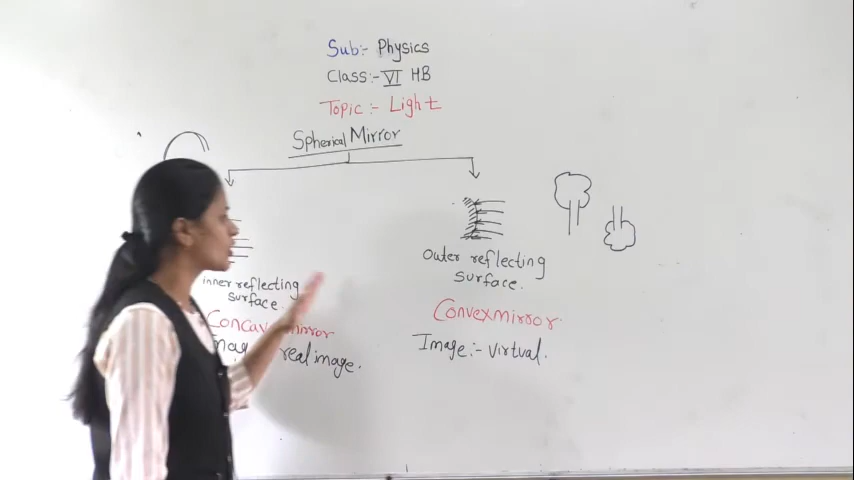 Sub:- Physics
Class:- VI HB
Topic :- Light
Spherical Mirror
inner reflecting
surface.
outer reflecting
surface.
Convexmirror
real image.
Image:- virtual.